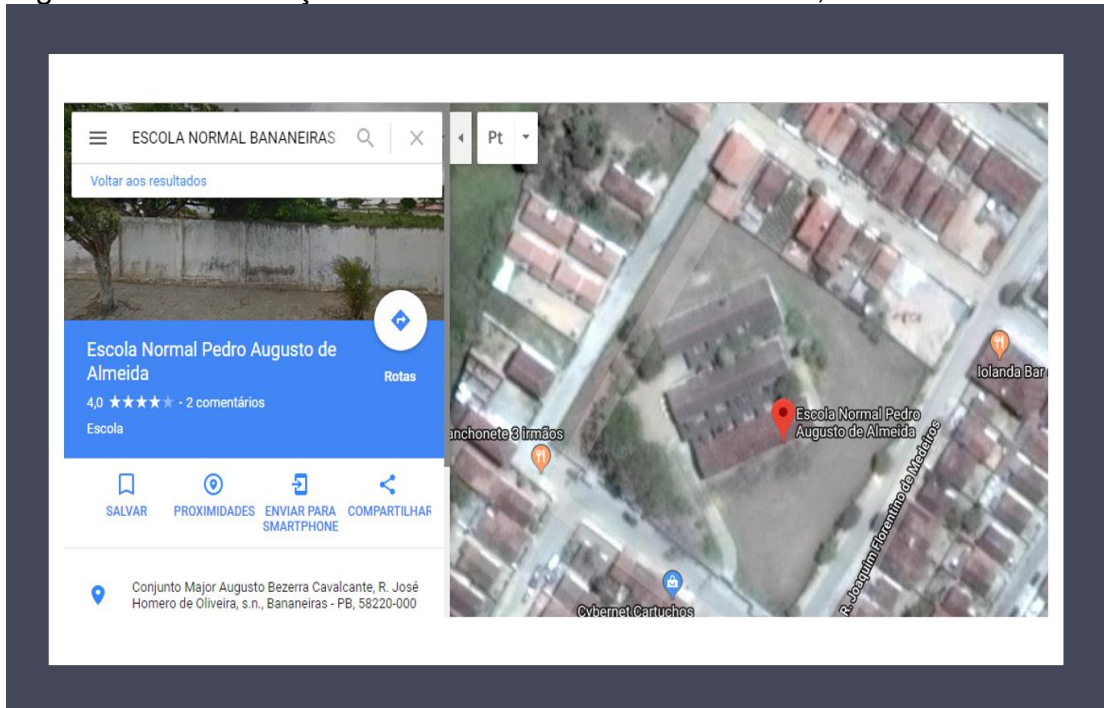 ESCOLA NORMAL BANANEIRAS
Pt
Voltar aos resultados
Escola Normal Pedro Augusto de
Almeida
Rotas
4,0 ★★★★★ - 2 comentários
Escola
SALVAR
PROXIMIDADES
ENVIAR PARA
SMARTPHONE
COMPARTILHAR
Conjunto Major Augusto Bezerra Cavalcante, R. José
Homero de Oliveira, s.n., Bananeiras - PB, 58220-000
Iolanda Bar
Escola Normal Pedro
Augusto de Almeida
anchonete 3 irmãos
R. Joaquim Florentino de Medeiros
Cybernet Cartuchos